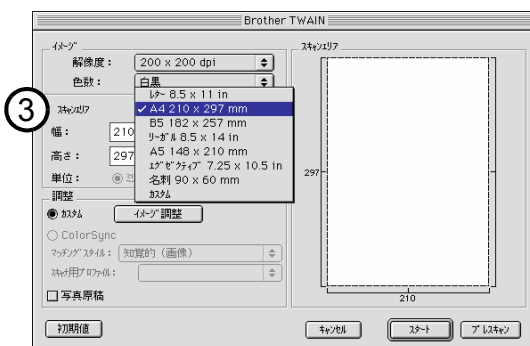 Brother TWAIN
ｲﾒｰｼﾞ
解像度： 200 x 200 dpi
色数： 白黒
3
ｽｷｬﾝｴﾘｱ
ﾚﾀｰ 8.5 x 11 in
✓A4 210 x 297 mm
B5 182 x 257 mm
ﾘｰｶﾞﾙ 8.5 x 14 in
A5 148 x 210 mm
ｴｸﾞｾﾞｸﾃｨﾌﾞ 7.25 x 10.5 in
名刺 90 x 60 mm
ｶｽﾀﾑ
幅： 210
高さ： 297
単位：
調整
ｶｽﾀﾑ ｲﾒｰｼﾞ調整
ColorSync
ﾏｯﾁﾝｸﾞｽﾀｲﾙ： 知覚的（画像）
ｽｷｬﾅ用ﾌﾟﾛﾌｧｲﾙ：
写真原稿
ｽｷｬﾝｴﾘｱ
297
210
初期値 ｷｬﾝｾﾙ ｽﾀｰﾄ ﾌﾟﾚｽｷｬﾝ